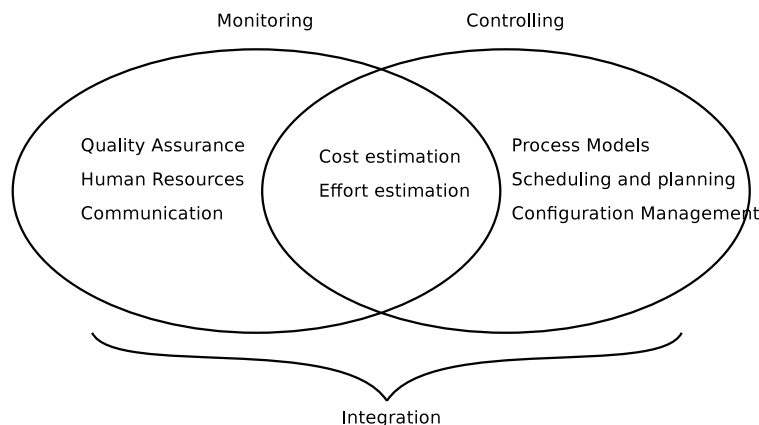 Monitoring
Controlling
Quality Assurance
Human Resources
Communication
Cost estimation
Effort estimation
Process Models
Scheduling and planning
Configuration Management
Integration